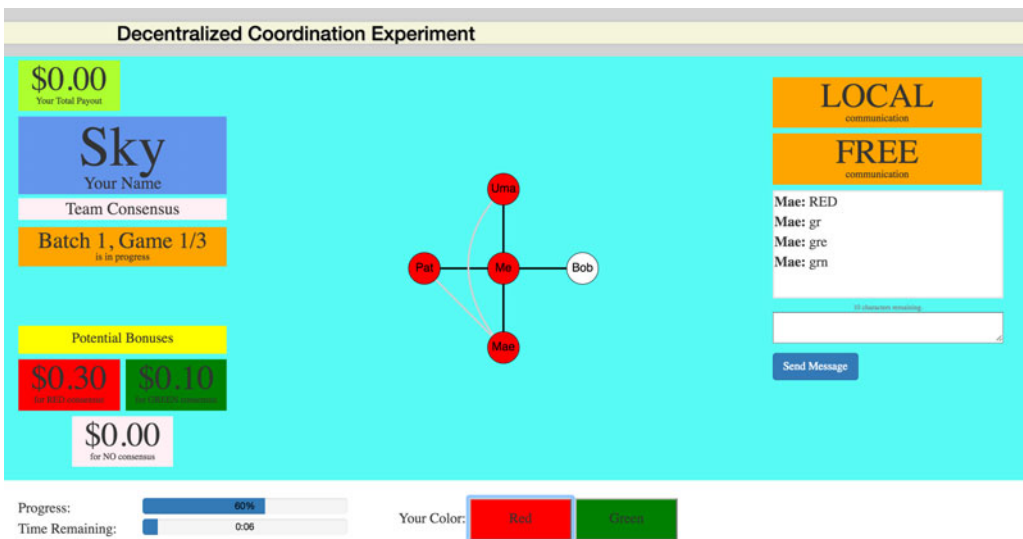 Decentralized Coordination Experiment
$0.00
Your Total Payout
Sky
Your Name
Team Consensus
Batch 1, Game 1/3
is in progress
Potential Bonuses
$0.30
for RED consensus
$0.10
for GREEN consensus
$0.00
for NO consensus
Uma
Pat
Me
Bob
Mae
LOCAL
communication
FREE
communication
Mae: RED
Mae: gr
Mae: gre
Mae: grn
characters remaining
Send Message
Progress:
60%
Time Remaining:
0:06
Your Color:
Red
Green